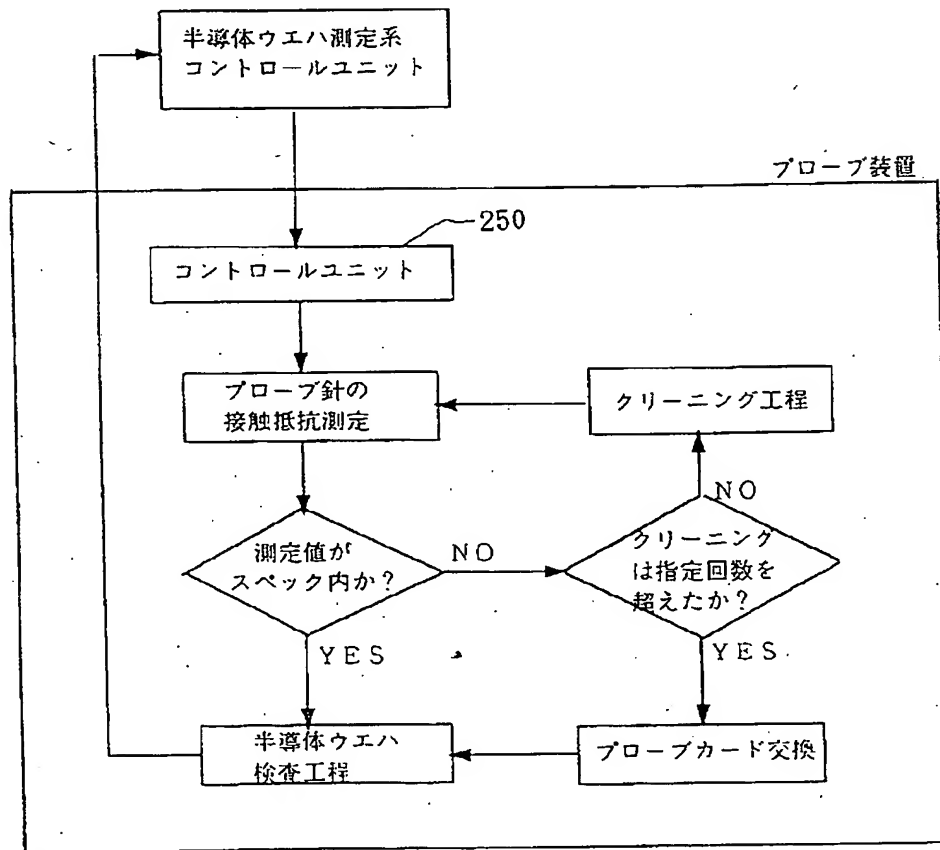 半導体ウエハ測定系
コントロールユニット
プローブ装置
250
コントロールユニット
プローブ針の
接触抵抗測定
クリーニング工程
NO
測定値が
スペック内か?
NO
クリーニング
は指定回数を
超えたか?
YES
YES
半導体ウエハ
検査工程
プローブカード交換